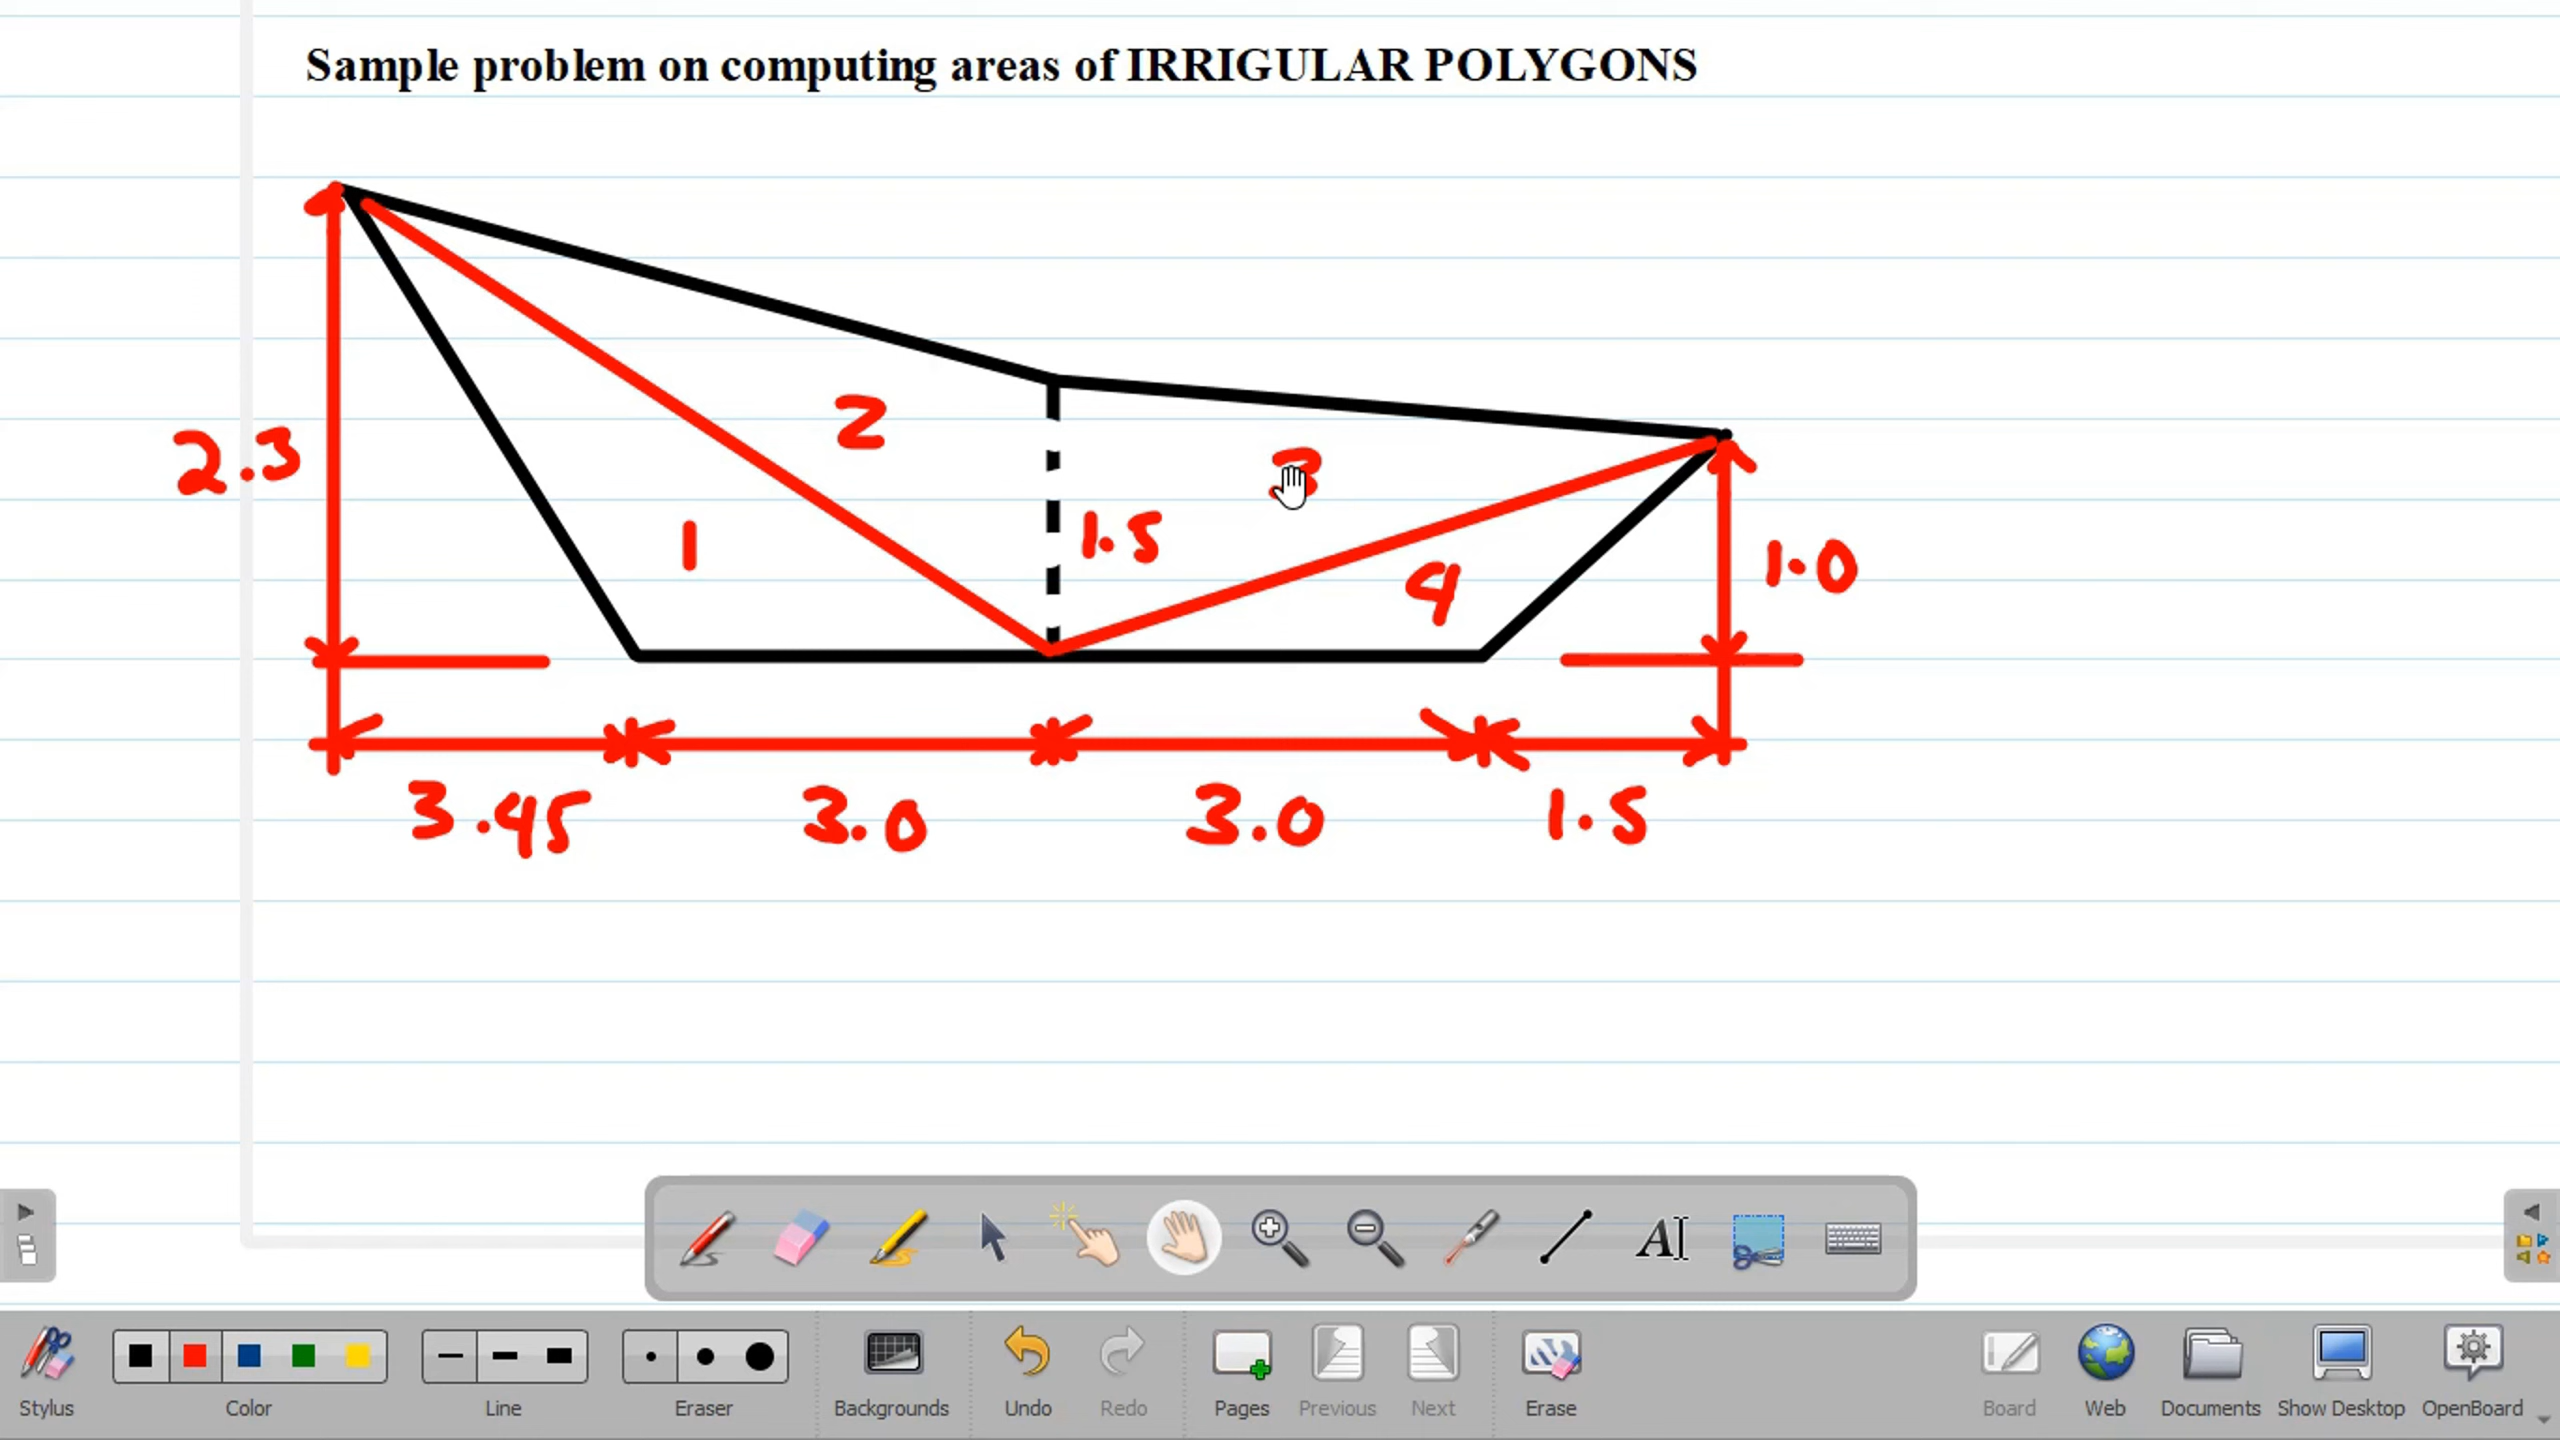 Sample problem on computing areas of IRRIGULAR POLYGONS
2
2.3
3
1.5
1
4
1.0
3.45
3.0
3.0
1.5
A
Stylus
Color
Line
Eraser
Backgrounds
Undo
Redo
Pages
Previous
Next
Erase
Board
Web
Documents
Show Desktop
OpenBoard